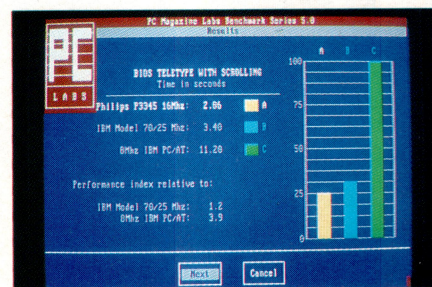 PC Magazine Labs Benchmark Series 5.0
Results
PC
LABS
BIOS TELETYPE WITH SCROLLING
Time in seconds
Philips P3345 16Mhz: 2.86 A
IBM Model 70/25 Mhz: 3.40 B
8Mhz IBM PC/AT: 11.20 C
Performance index relative to:
IBM Model 70/25 Mhz: 1.2
8Mhz IBM PC/AT: 3.9
A B C
100
75
50
25
0
Next Cancel